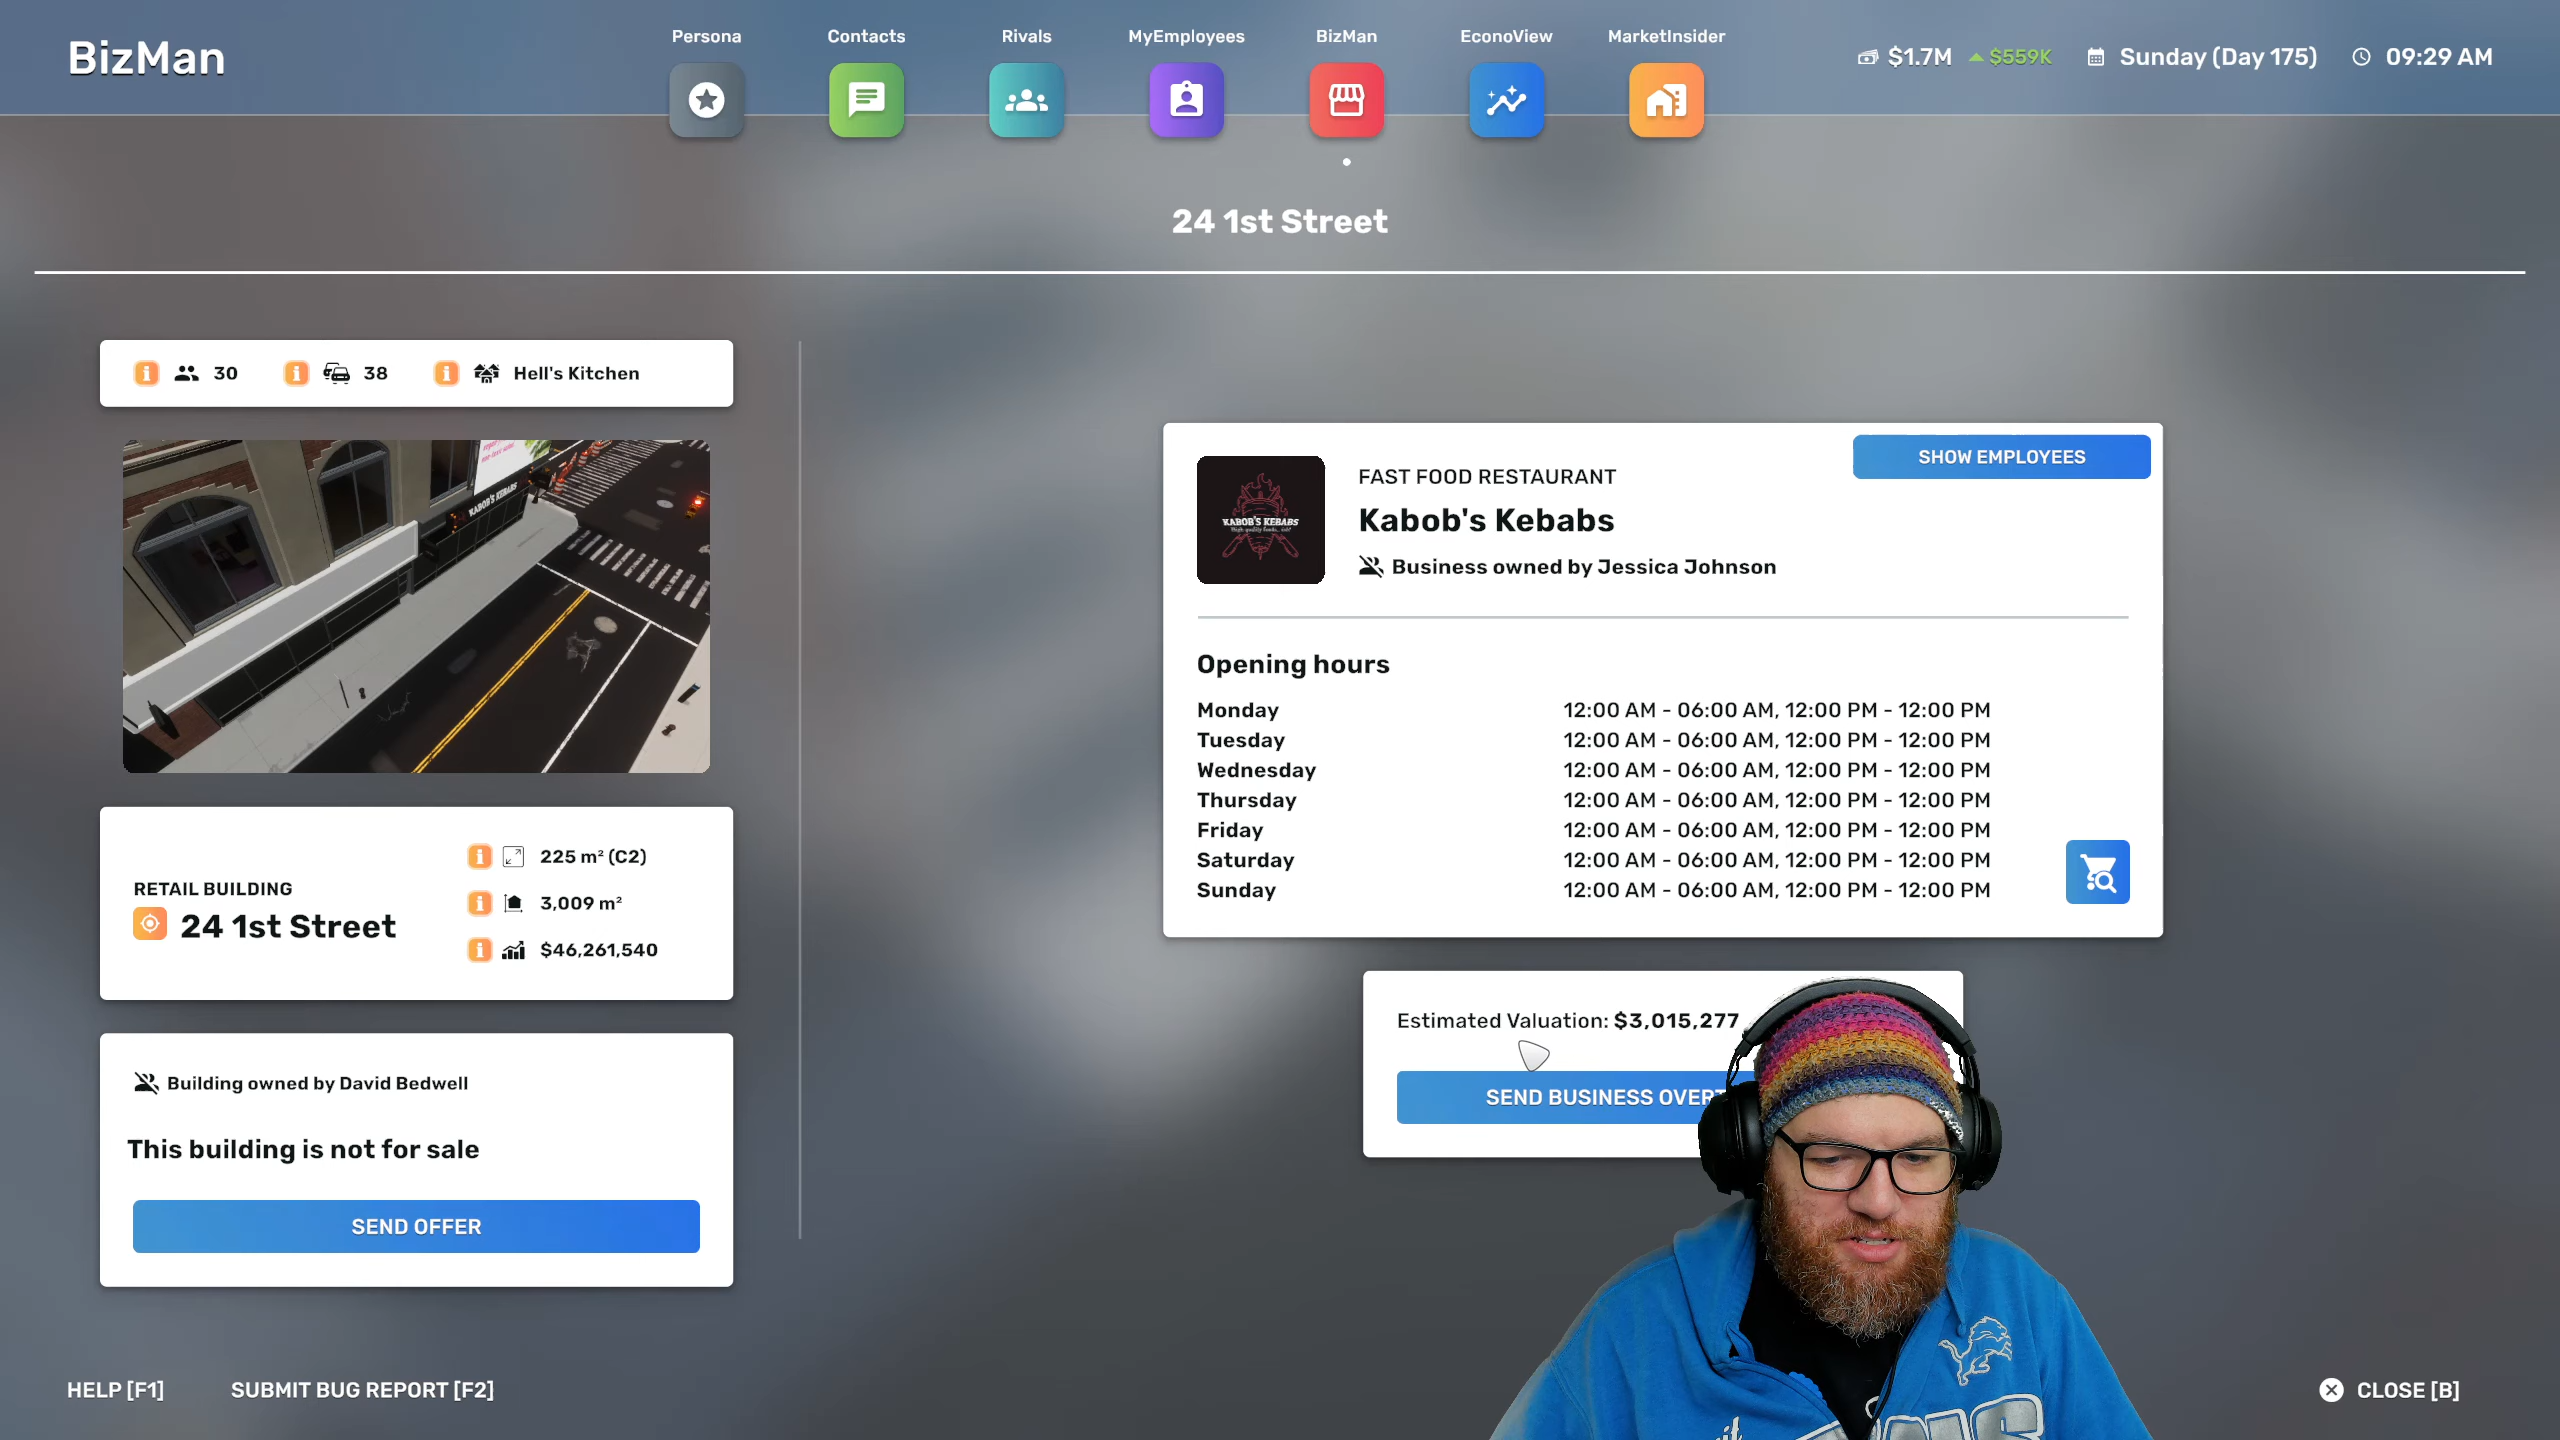 BizMan
Persona
Contacts
Rivals
MyEmployees
BizMan
EconoView
MarketInsider
$1.7M
$559K
Sunday (Day 175)
09:29 AM
24 1st Street
30
38
Hell's Kitchen
KABOB'S KEBABS
RETAIL BUILDING
24 1st Street
225 m² (C2)
3,009 m²
$46,261,540
Building owned by David Bedwell
This building is not for sale
SEND OFFER
SHOW EMPLOYEES
KABOB'S KEBABS
FAST FOOD RESTAURANT
Kabob's Kebabs
Business owned by Jessica Johnson
Opening hours
Monday 12:00 AM - 06:00 AM, 12:00 PM - 12:00 PM
Tuesday 12:00 AM - 06:00 AM, 12:00 PM - 12:00 PM
Wednesday 12:00 AM - 06:00 AM, 12:00 PM - 12:00 PM
Thursday 12:00 AM - 06:00 AM, 12:00 PM - 12:00 PM
Friday 12:00 AM - 06:00 AM, 12:00 PM - 12:00 PM
Saturday 12:00 AM - 06:00 AM, 12:00 PM - 12:00 PM
Sunday 12:00 AM - 06:00 AM, 12:00 PM - 12:00 PM
Estimated Valuation: $3,015,277
SEND BUSINESS
HELP [F1]
SUBMIT BUG REPORT [F2]
CLOSE [B]